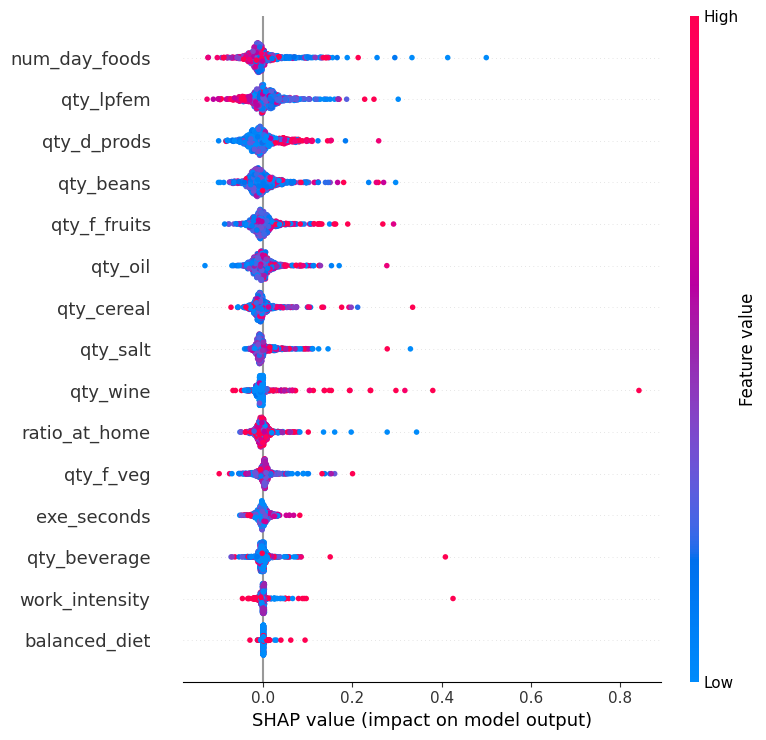 High
num_day_foods
qty_lpfem
qty_d_prods
qty_beans
qty_f_fruits
qty_oil
qty_cereal
qty_salt
qty_wine
ratio_at_home
qty_f_veg
exe_seconds
qty_beverage
work_intensity
balanced_diet
Feature value
Low
0.0 0.2 0.4 0.6 0.8
SHAP value (impact on model output)